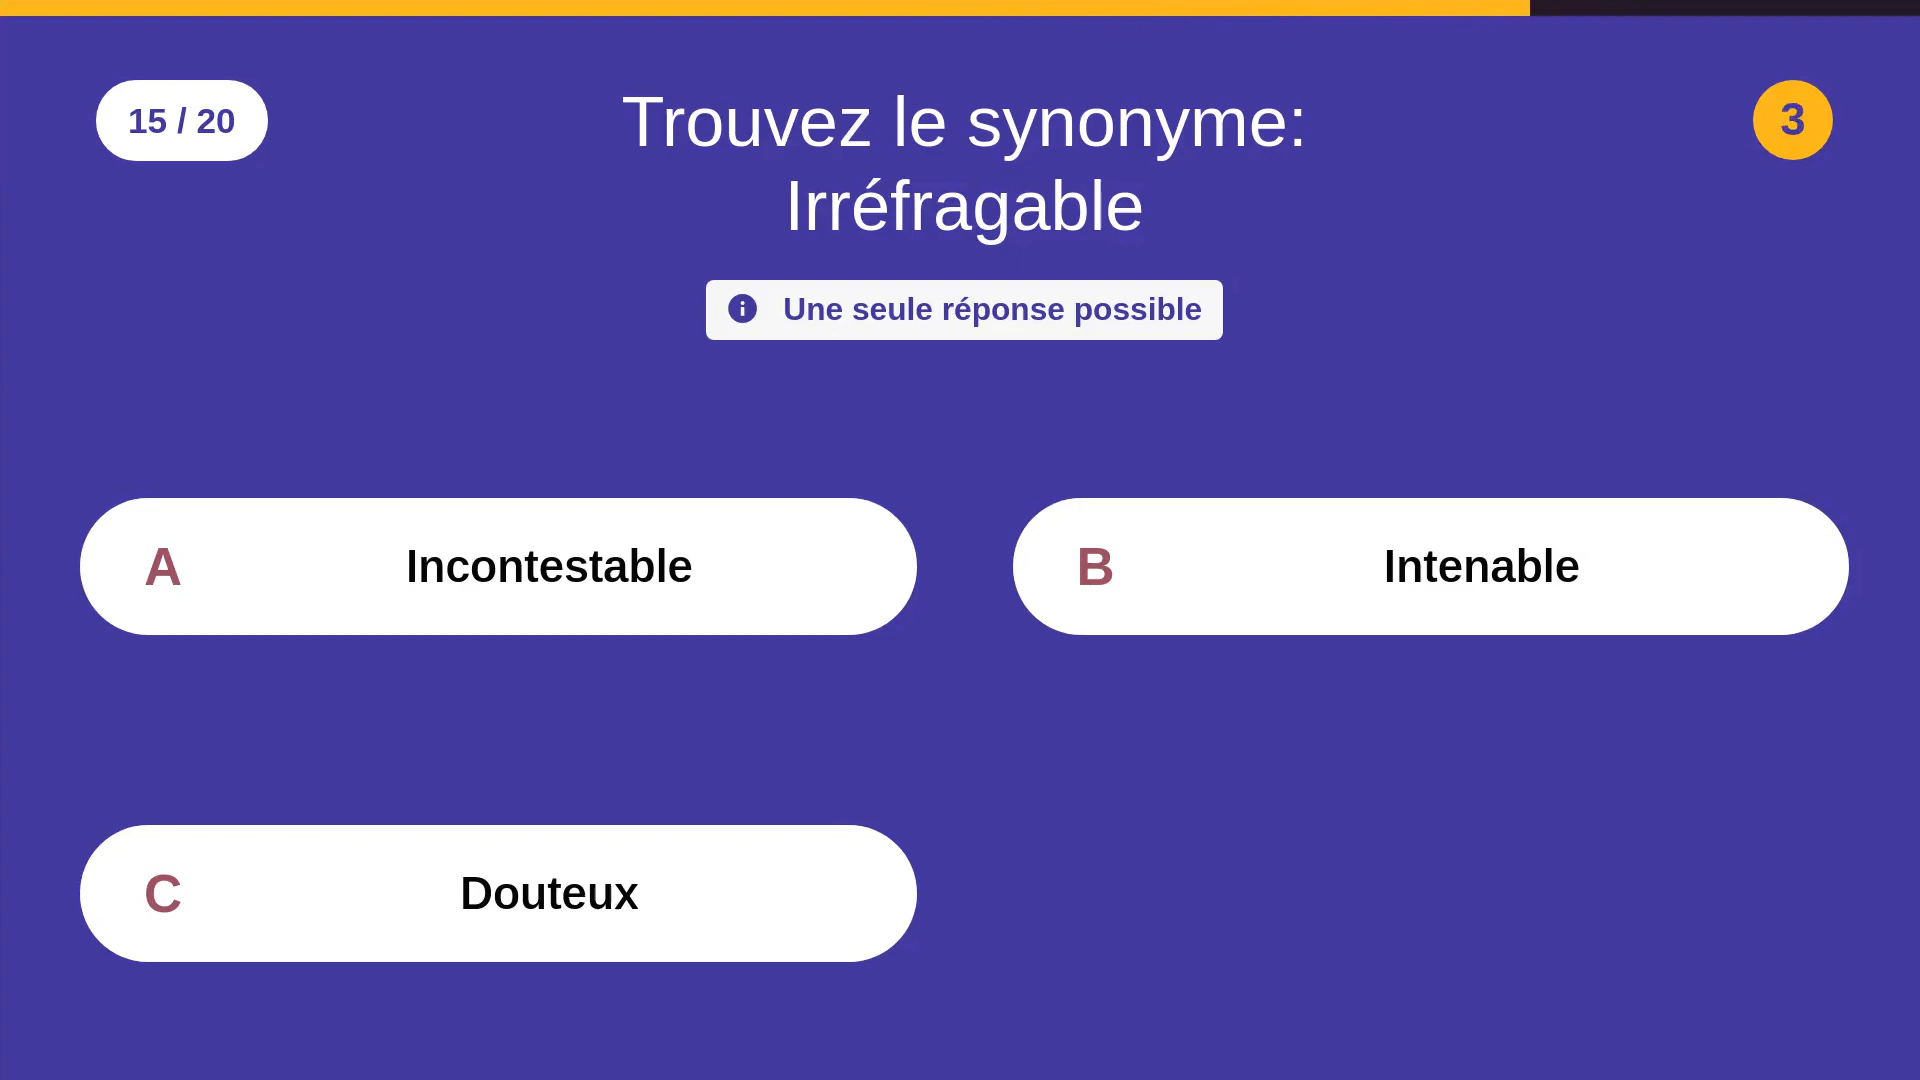 15 / 20
Trouvez le synonyme:
Irréfragable
3
Une seule réponse possible
A Incontestable
B Intenable
C Douteux